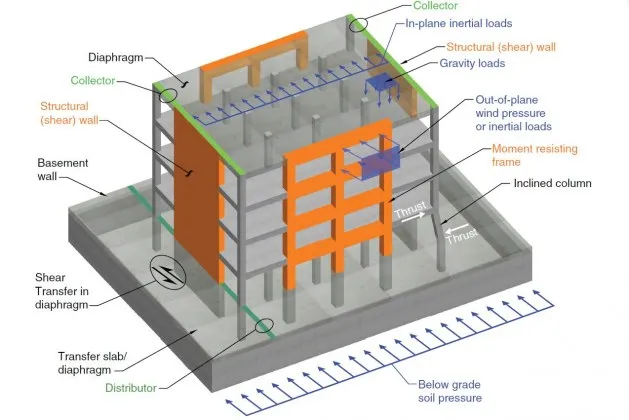 Collector
In-plane inertial loads
Diaphragm
Structural (shear) wall
Gravity loads
Collector
Structural
(shear) wall
Out-of-plane
wind pressure
or inertial loads
Moment resisting
frame
Basement
wall
Inclined column
Thrust
Thrust
Shear
Transfer in
diaphragm
Transfer slab/
diaphragm
Distributor
Below grade
soil pressure